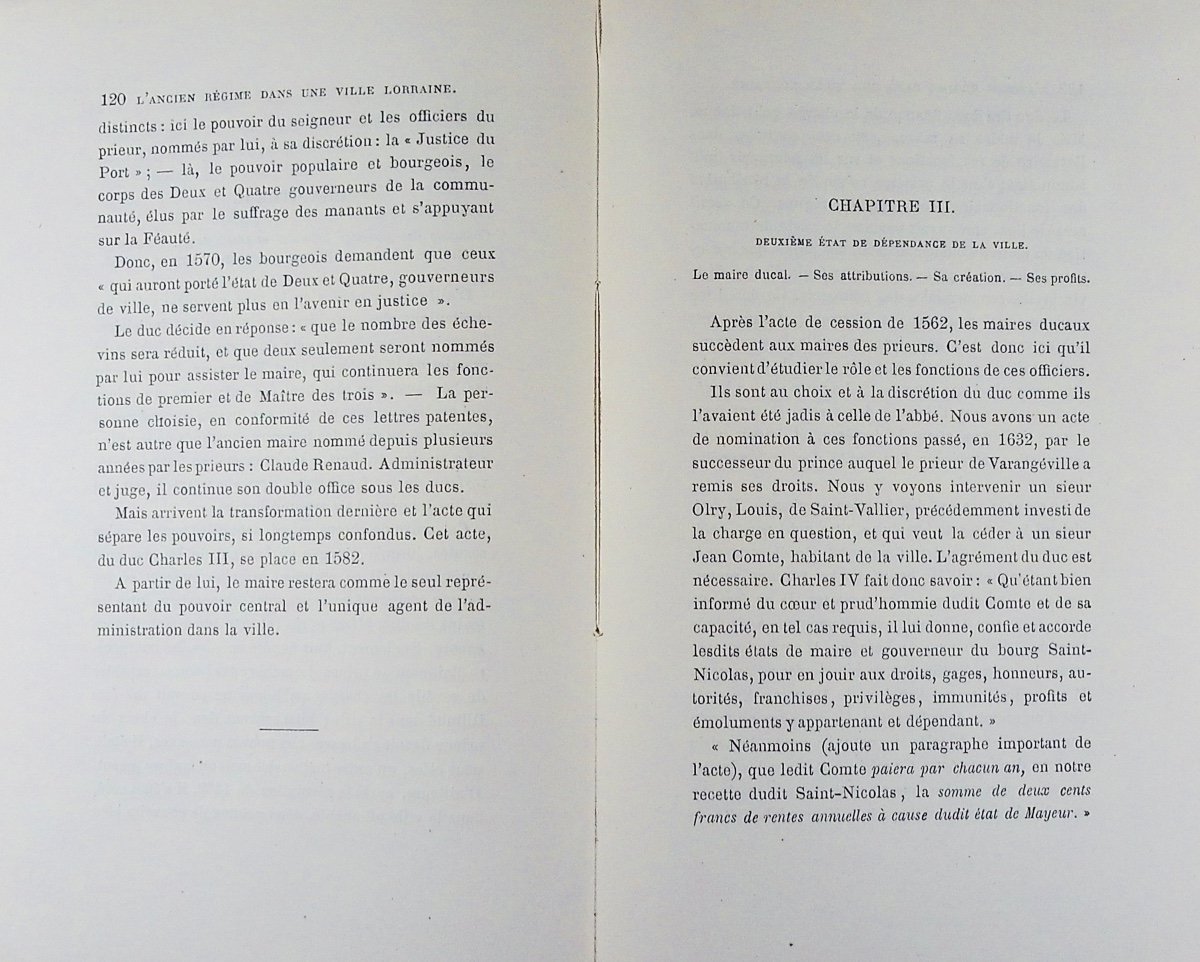 120 L'ANCIEN RÉGIME DANS UNE VILLE LORRAINE.
distincts : ici le pouvoir du seigneur et les officiers du
prieur, nommés par lui, à sa discrétion : la « Justice du
Port » ; — là, le pouvoir populaire et bourgeois, le
corps des Deux et Quatre gouverneurs de la commu-
nauté, élus par le suffrage des manants et s'appuyant
sur la Féauté.
Donc, en 1570, les bourgeois demandent que ceux
« qui auront porté l'état de Deux et Quatre, gouverneurs
de ville, ne servent plus en l'avenir en justice ».
Le duc décide en réponse : « que le nombre des éche-
vins sera réduit, et que deux seulement seront nommés
par lui pour assister le maire, qui continuera les fonc-
tions de premier et de Maître des trois ». — La per-
sonne choisie, en conformité de ces lettres patentes,
n'est autre que l'ancien maire nommé depuis plusieurs
années par les prieurs : Claude Renaud. Administrateur
et juge, il continue son double office sous les ducs.
Mais arrivent la transformation dernière et l'acte qui
sépare les pouvoirs, si longtemps confondus. Cet acte,
du duc Charles III, se place en 1582.
A partir de lui, le maire restera comme le seul repré-
sentant du pouvoir central et l'unique agent de l'ad-
ministration dans la ville.
CHAPITRE III.
DEUXIÈME ÉTAT DE DÉPENDANCE DE LA VILLE.
Le maire ducal. — Ses attributions. — Sa création. — Ses profits.
Après l'acte de cession de 1562, les maires ducaux
succèdent aux maires des prieurs. C'est donc ici qu'il
convient d'étudier le rôle et les fonctions de ces officiers.
Ils sont au choix et à la discrétion du duc comme ils
l'avaient été jadis à celle de l'abbé. Nous avons un acte
de nomination à ces fonctions passé, en 1632, par le
successeur du prince auquel le prieur de Varangéville a
remis ses droits. Nous y voyons intervenir un sieur
Olry, Louis, de Saint-Vallier, précédemment investi de
la charge en question, et qui veut la céder à un sieur
Jean Comte, habitant de la ville. L'agrément du duc est
nécessaire. Charles IV fait donc savoir : « Qu'étant bien
informé du cœur et prud'hommie dudit Comte et de sa
capacité, en tel cas requis, il lui donne, confie et accorde
lesdits états de maire et gouverneur du bourg Saint-
Nicolas, pour en jouir aux droits, gages, honneurs, au-
torités, franchises, privilèges, immunités, profits et
émoluments y appartenant et dépendant. »
« Néanmoins (ajoute un paragraphe important de
l'acte), que ledit Comte paiera par chacun an, en notre
recette dudit Saint-Nicolas, la somme de deux cents
francs de rentes annuelles à cause dudit état de Mayeur. »